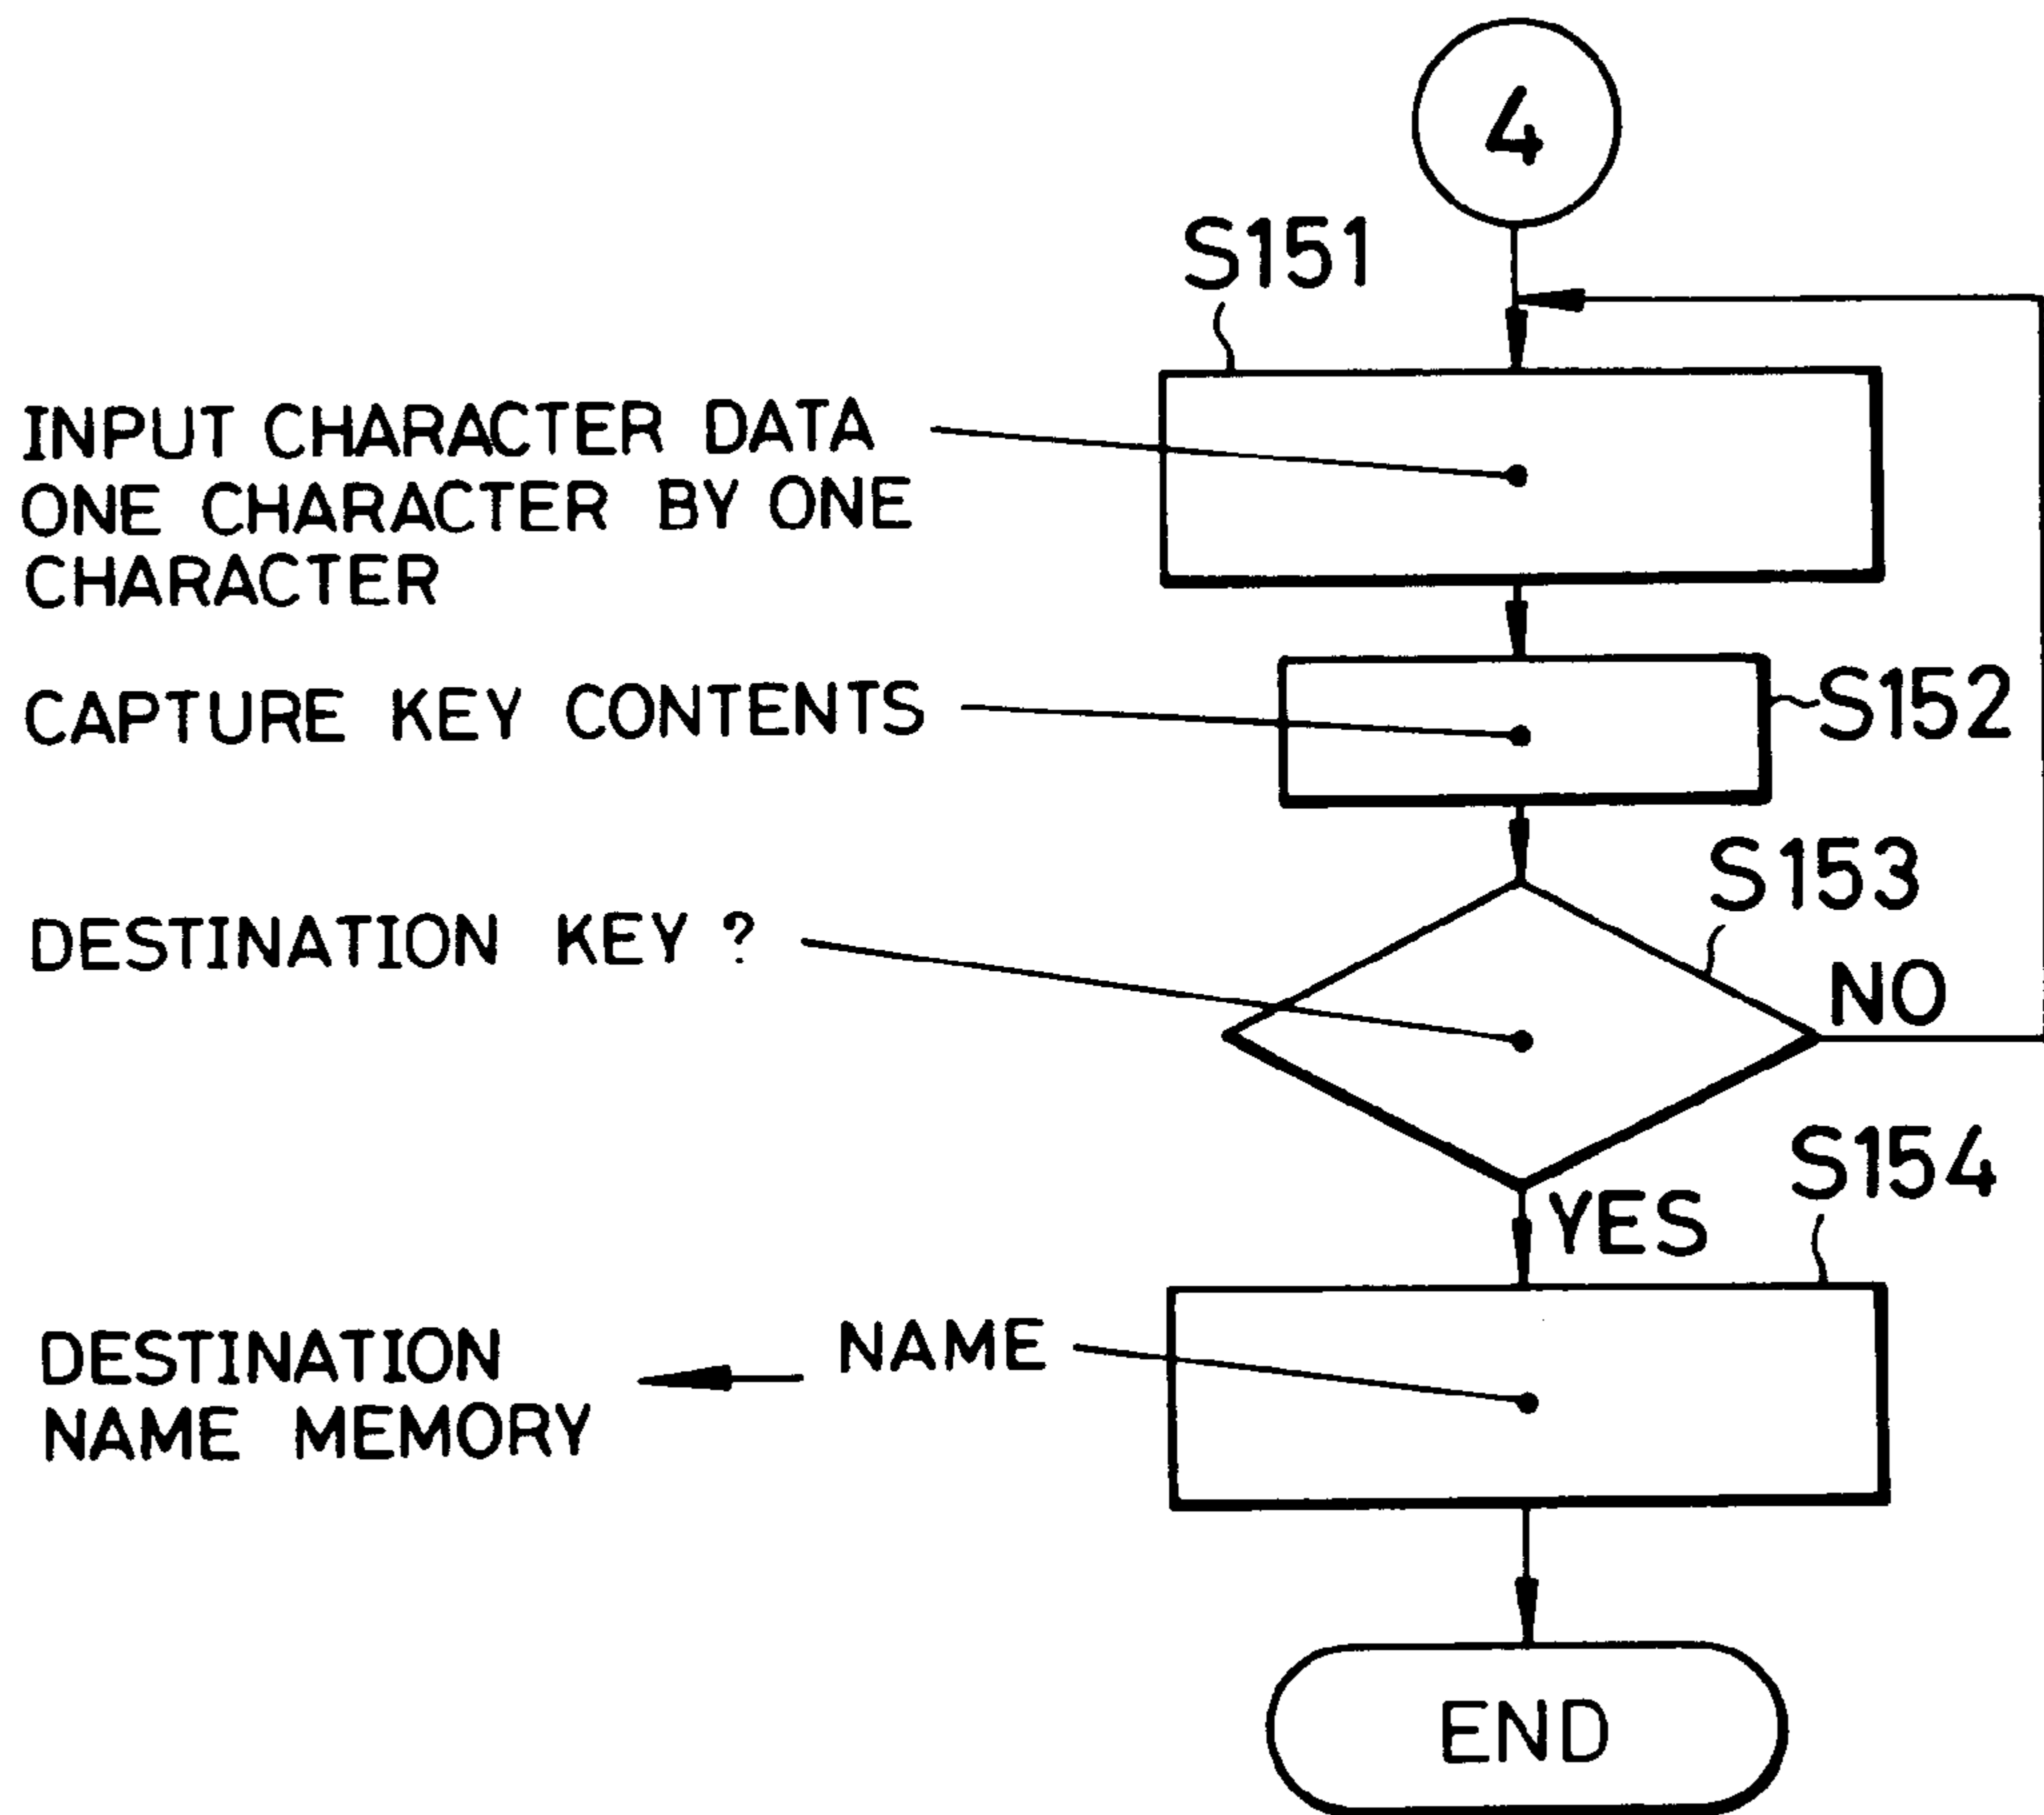 4
S151
INPUT CHARACTER DATA
ONE CHARACTER BY ONE
CHARACTER
CAPTURE KEY CONTENTS
S152
S153
DESTINATION KEY ?
NO
S154
YES
DESTINATION
NAME MEMORY
NAME
END